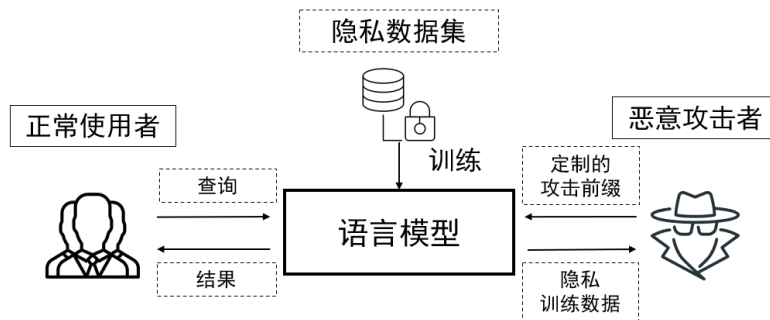 隐私数据集
正常使用者
恶意攻击者
训练
查询
定制的
攻击前缀
语言模型
结果
隐私
训练数据